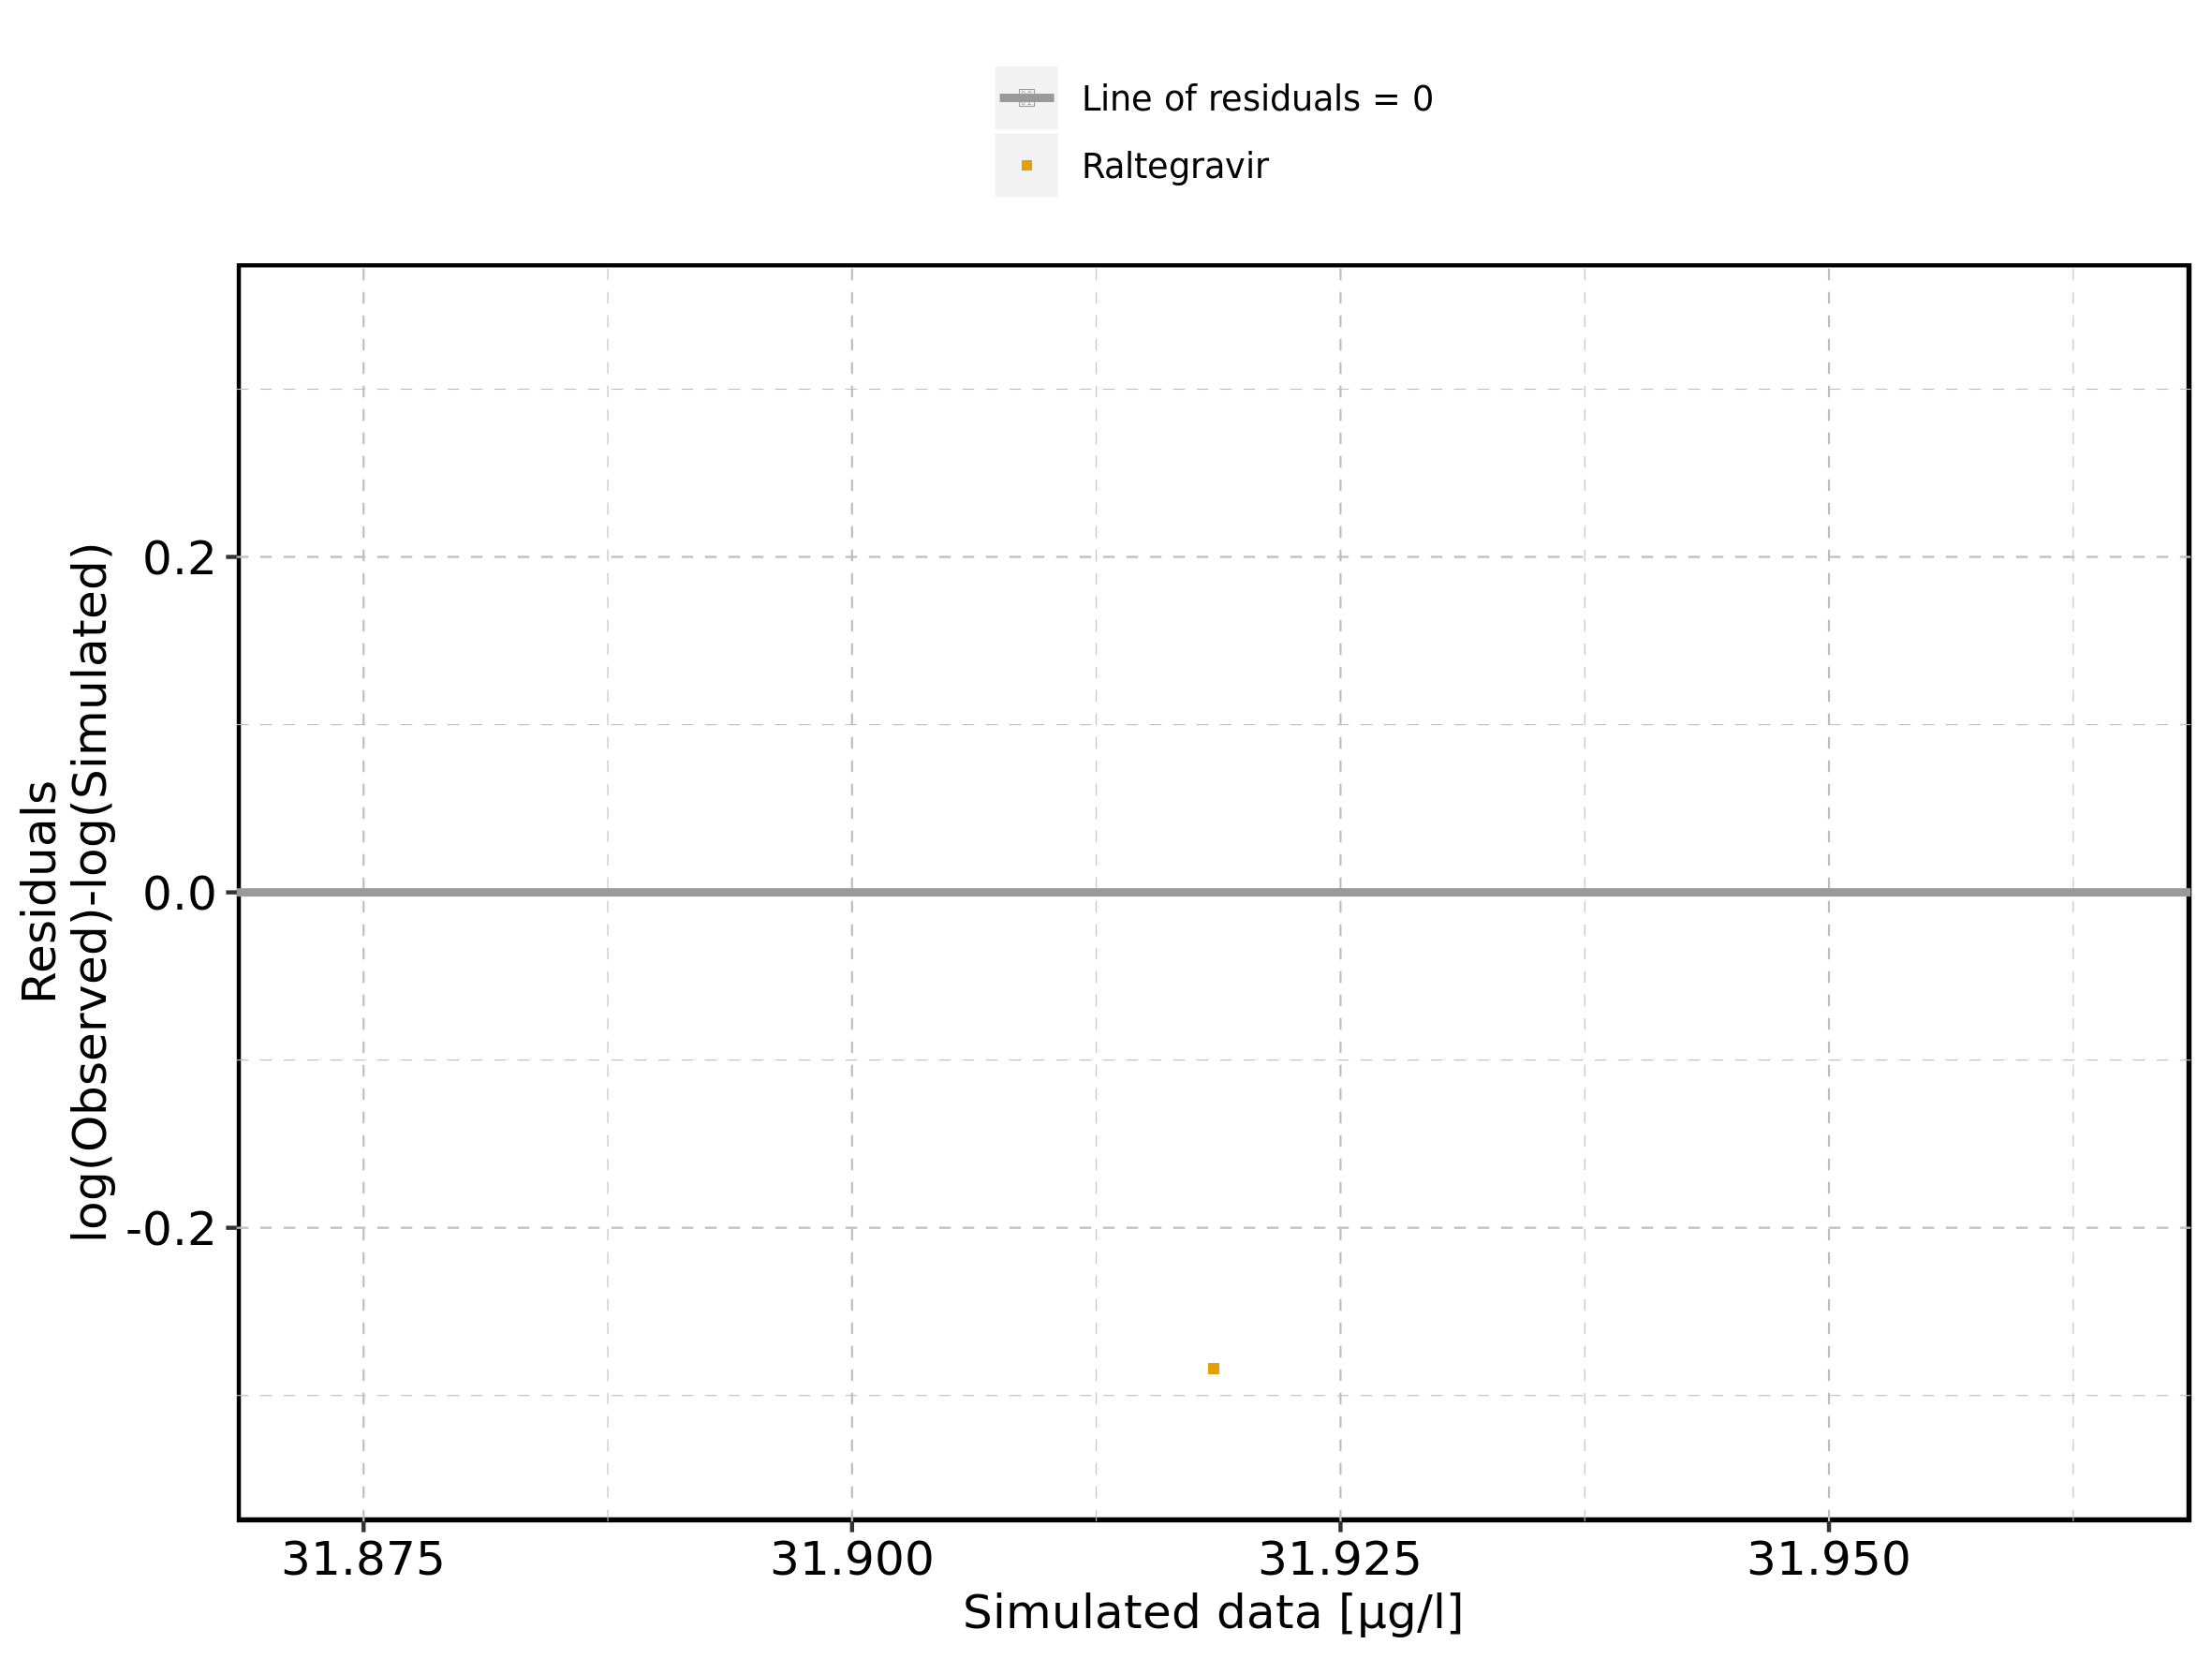 Line of residuals = 0
Raltegravir
Residuals
log(Observed)-log(Simulated)
0.2
0.0
-0.2
31.875
31.900
31.925
31.950
Simulated data [µg/l]